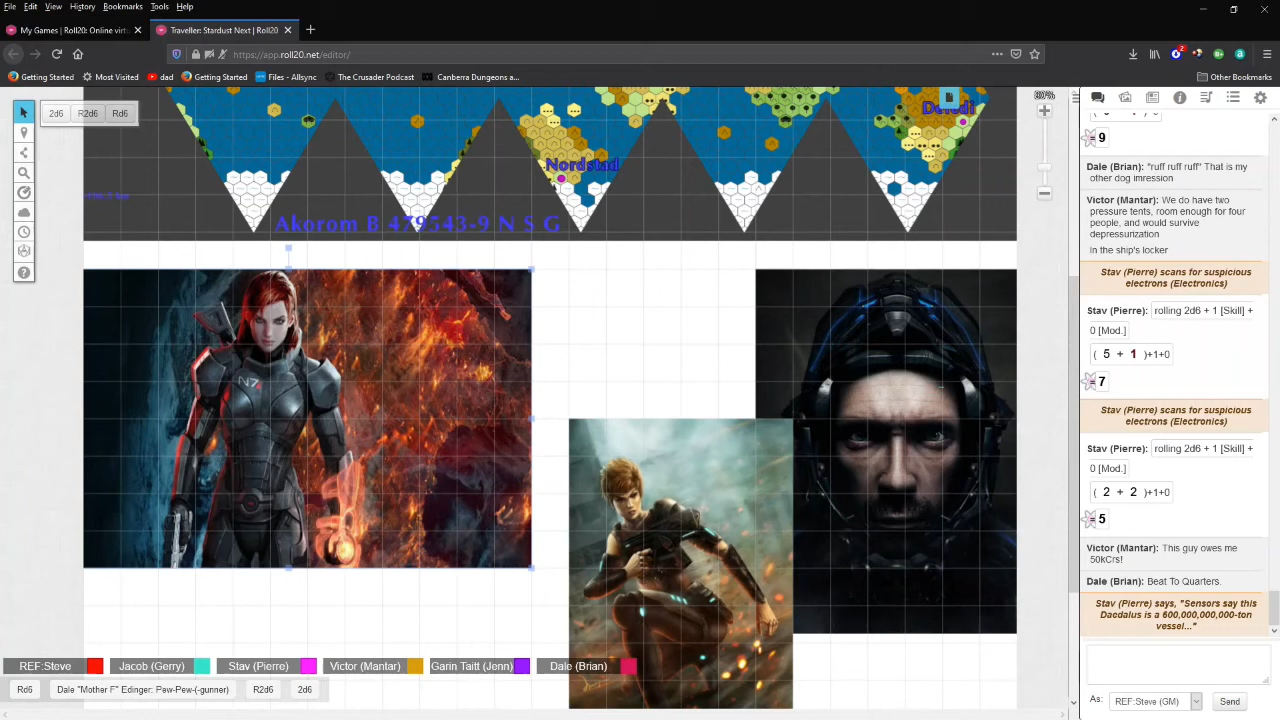 File Edit View History Bookmarks Tools Help
My Games | Roll20: Online virtu
Traveller: Stardust Next | Roll20
https://app.roll20.net/editor/
2
Getting Started
Most Visited
dad
Getting Started
Files - Allsync
The Crusader Podcast
Canberra Dungeons a...
Other Bookmarks
2d6
R2d6
Rd6
80%
Nordstad
Akorom B 479543-9 N S G
N7
9
Dale (Brian): "ruff ruff ruff" That is my
other dog imression
Victor (Mantar): We do have two
pressure tents, room enough for four
people, and would survive
depressurization
In the ship's locker
Stav (Pierre) scans for suspicious
electrons (Electronics)
Stav (Pierre): rolling 2d6 + 1 [Skill] +
0 [Mod.]
( 5 + 1 )+1+0
= 7
Stav (Pierre) scans for suspicious
electrons (Electronics)
Stav (Pierre): rolling 2d6 + 1 [Skill] +
0 [Mod.]
( 2 + 2 )+1+0
= 5
Victor (Mantar): This guy owes me
50kCrs!
Dale (Brian): Beat To Quarters.
Stav (Pierre) says, "Sensors say this
Daedalus is a 600,000,000,000-ton
vessel..."
REF:Steve
Jacob (Gerry)
Stav (Pierre)
Victor (Mantar)
Garin Taitt (Jenn)
Dale (Brian)
Rd6
Dale "Mother F" Edinger: Pew-Pew-(-gunner)
R2d6
2d6
As: REF:Steve (GM)
Send